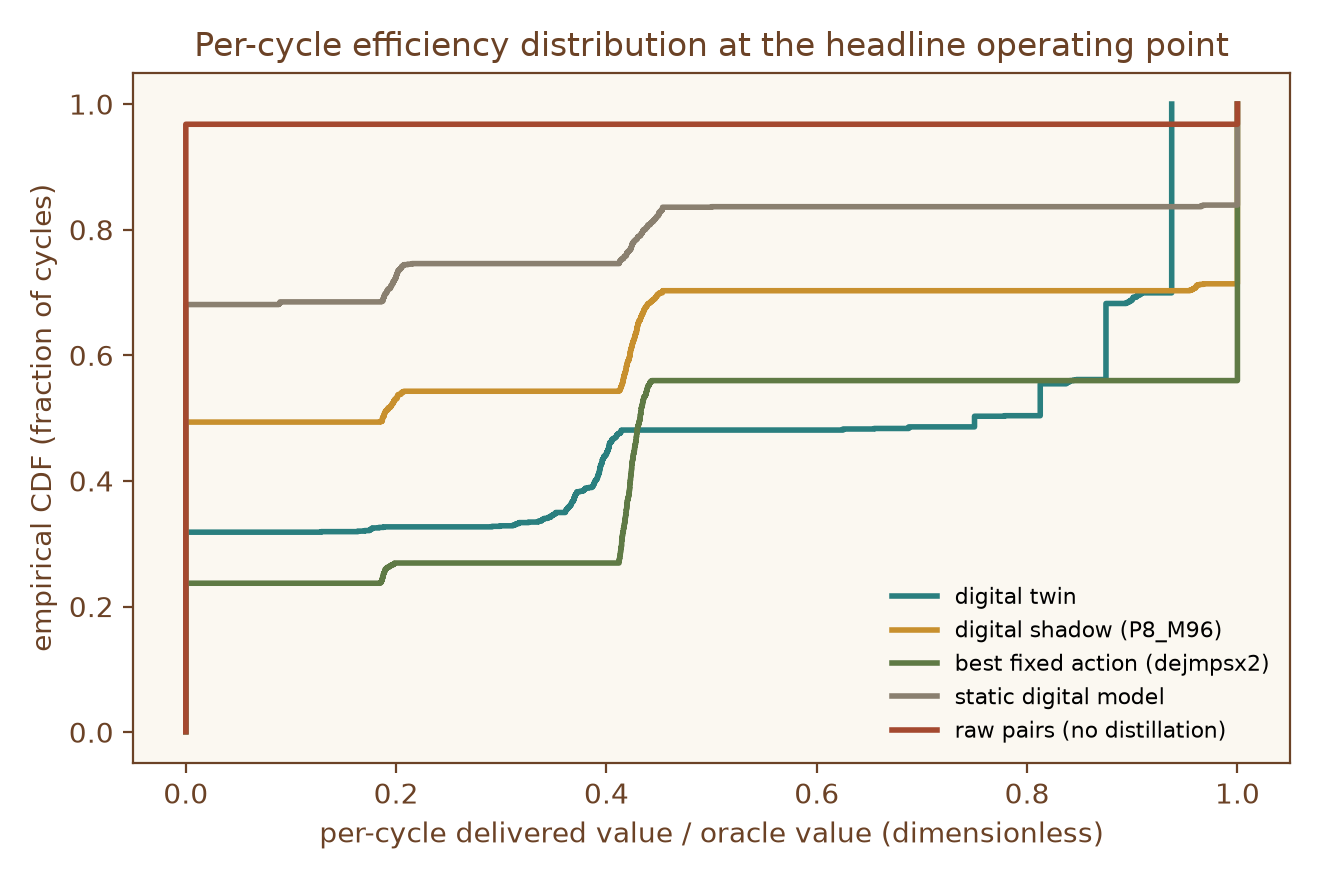 Per-cycle efficiency distribution at the headline operating point
empirical CDF (fraction of cycles)
1.0
0.8
0.6
0.4
0.2
0.0
digital twin
digital shadow (P8_M96)
best fixed action (dejmpsx2)
static digital model
raw pairs (no distillation)
0.0 0.2 0.4 0.6 0.8 1.0
per-cycle delivered value / oracle value (dimensionless)